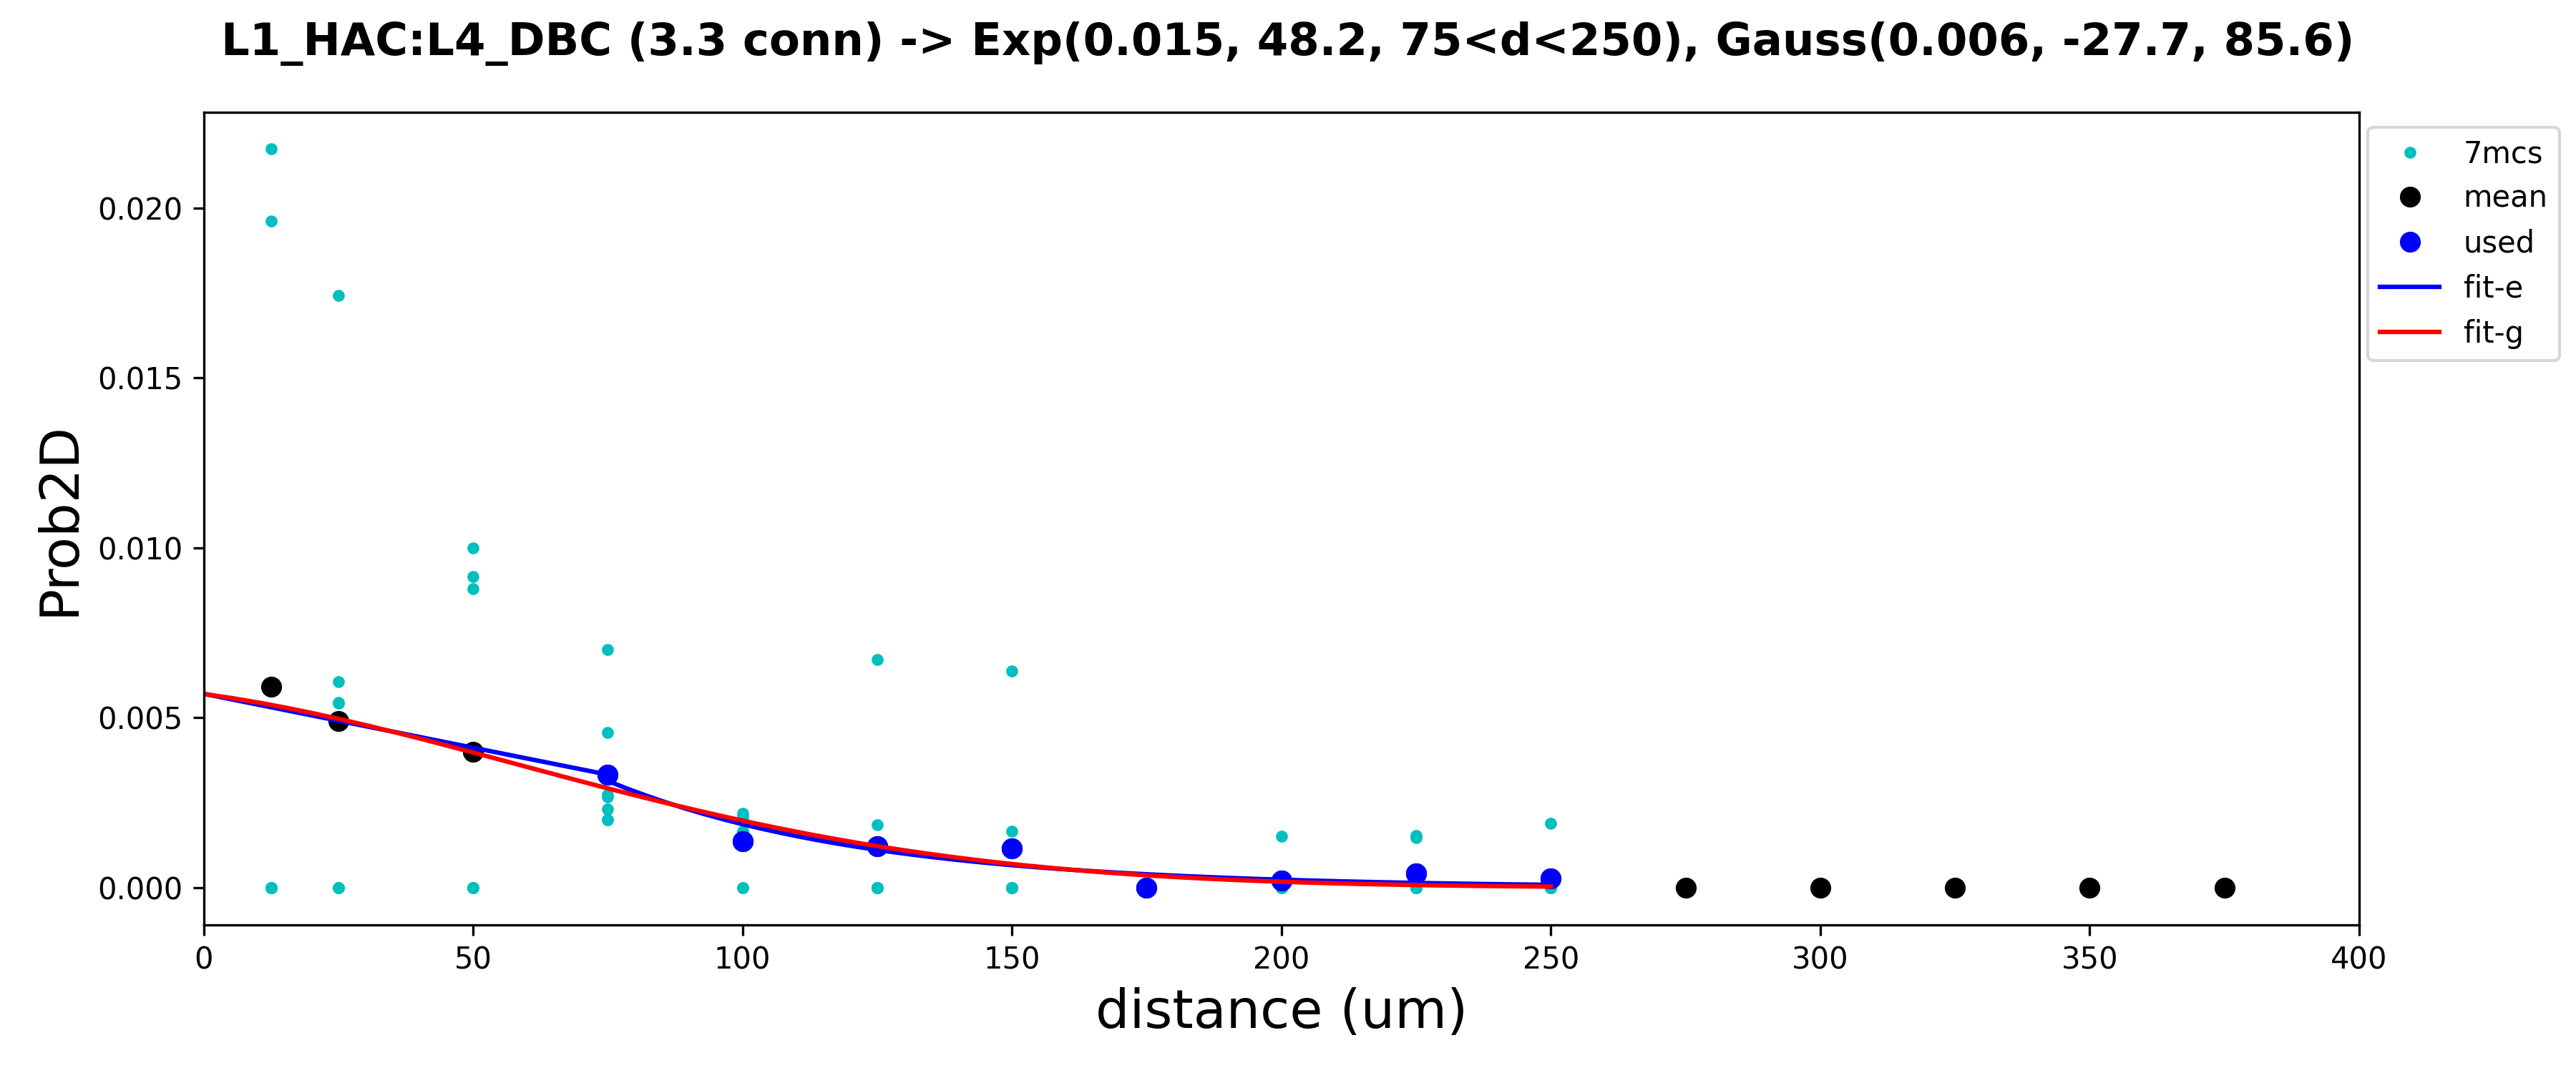 L1_HAC:L4_DBC (3.3 conn) -> Exp(0.015, 48.2, 75<d<250), Gauss(0.006, -27.7, 85.6)
7mcs
mean
used
fit-e
fit-g
Prob2D
0.020
0.015
0.010
0.005
0.000
0 50 100 150 200 250 300 350 400
distance (um)